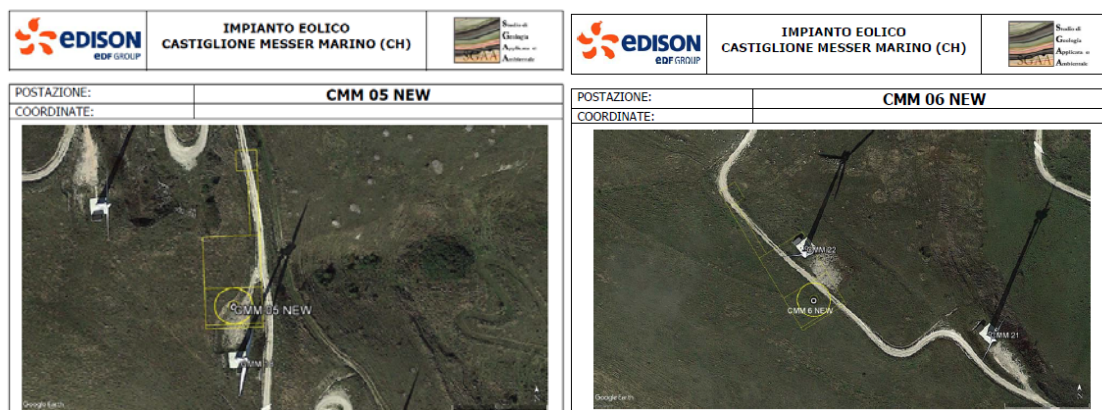 EDISON
EDF GROUP
IMPIANTO EOLICO
CASTIGLIONE MESSER MARINO (CH)
SGAA
Studio di
Geologia
Applicata e
Ambientale
POSTAZIONE:
CMM 05 NEW
COORDINATE:
CMM 05 NEW
Google Earth
N
EDISON
EDF GROUP
IMPIANTO EOLICO
CASTIGLIONE MESSER MARINO (CH)
SGAA
Studio di
Geologia
Applicata e
Ambientale
POSTAZIONE:
CMM 06 NEW
COORDINATE:
CMM 22
CMM 6 NEW
CMM 21
Google Earth
N